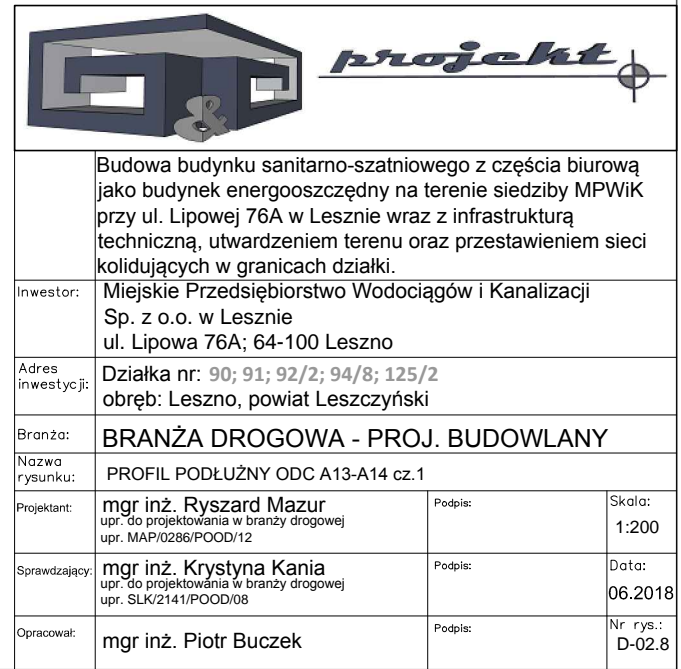 &
projekt
Budowa budynku sanitarno-szatniowego z częścia biurową
jako budynek energooszczędny na terenie siedziby MPWiK
przy ul. Lipowej 76A w Lesznie wraz z infrastrukturą
techniczną, utwardzeniem terenu oraz przestawieniem sieci
kolidujących w granicach działki.
Inwestor: Miejskie Przedsiębiorstwo Wodociągów i Kanalizacji
Sp. z o.o. w Lesznie
ul. Lipowa 76A; 64-100 Leszno
Adres
inwestycji: Działka nr: 90; 91; 92/2; 94/8; 125/2
obręb: Leszno, powiat Leszczyński
Branża: BRANŻA DROGOWA - PROJ. BUDOWLANY
Nazwa
rysunku: PROFIL PODŁUŻNY ODC A13-A14 cz.1
Projektant: mgr inż. Ryszard Mazur
upr. do projektowania w branży drogowej
upr. MAP/0286/POOD/12
Podpis:
Skala:
1:200
Sprawdzający: mgr inż. Krystyna Kania
upr. do projektowania w branży drogowej
upr. SLK/2141/POOD/08
Podpis:
Data:
06.2018
Opracował: mgr inż. Piotr Buczek
Podpis:
Nr rys.:
D-02.8